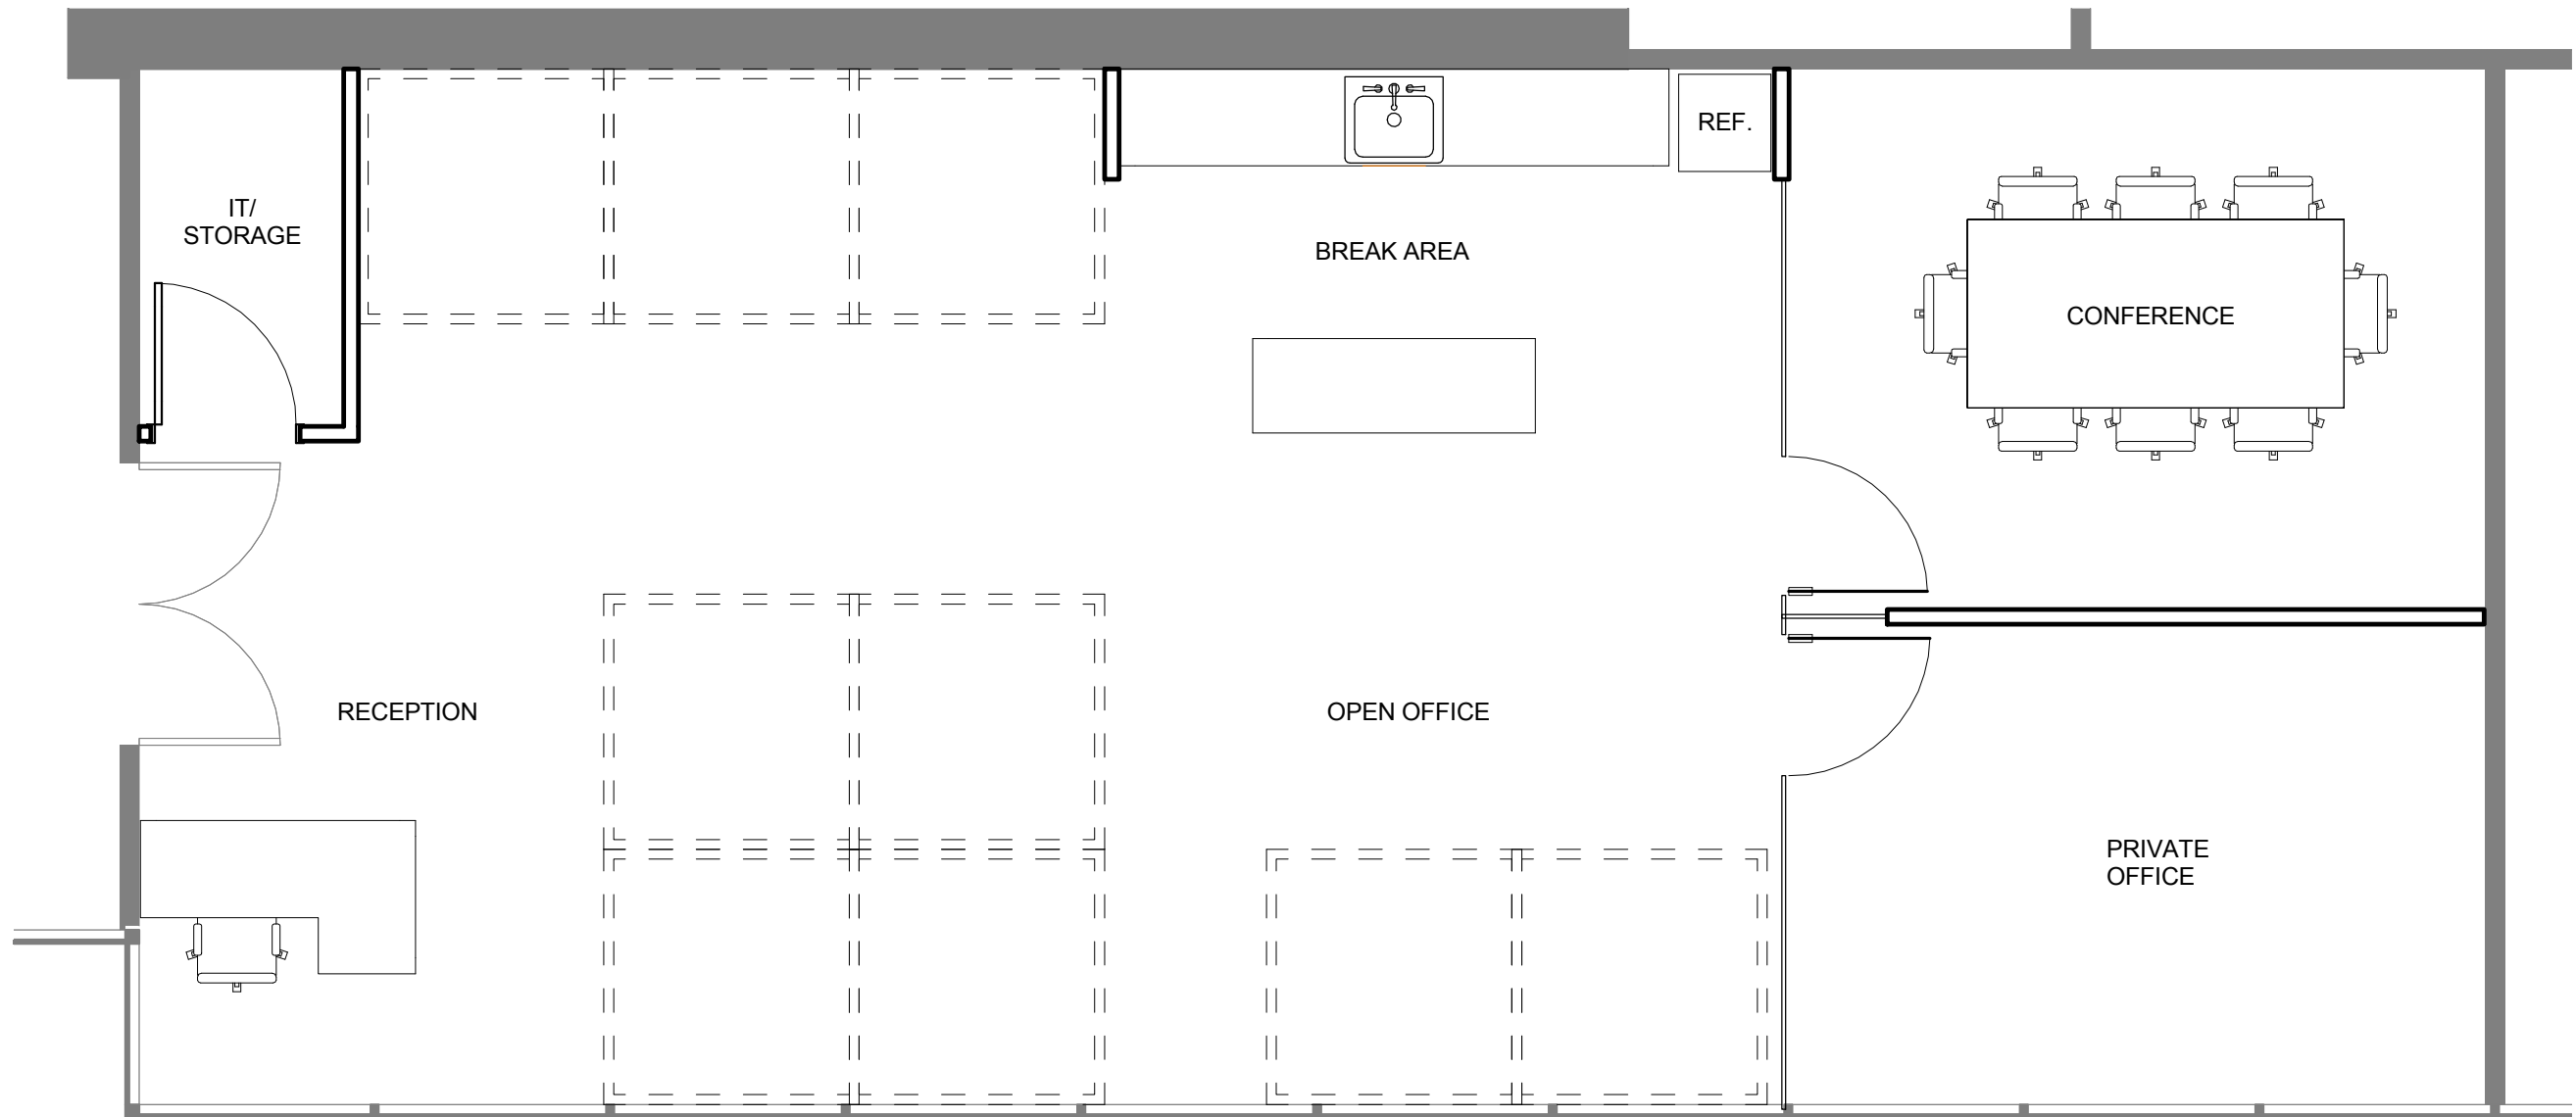 REF.
IT/
STORAGE
BREAK AREA
CONFERENCE
RECEPTION
OPEN OFFICE
PRIVATE
OFFICE